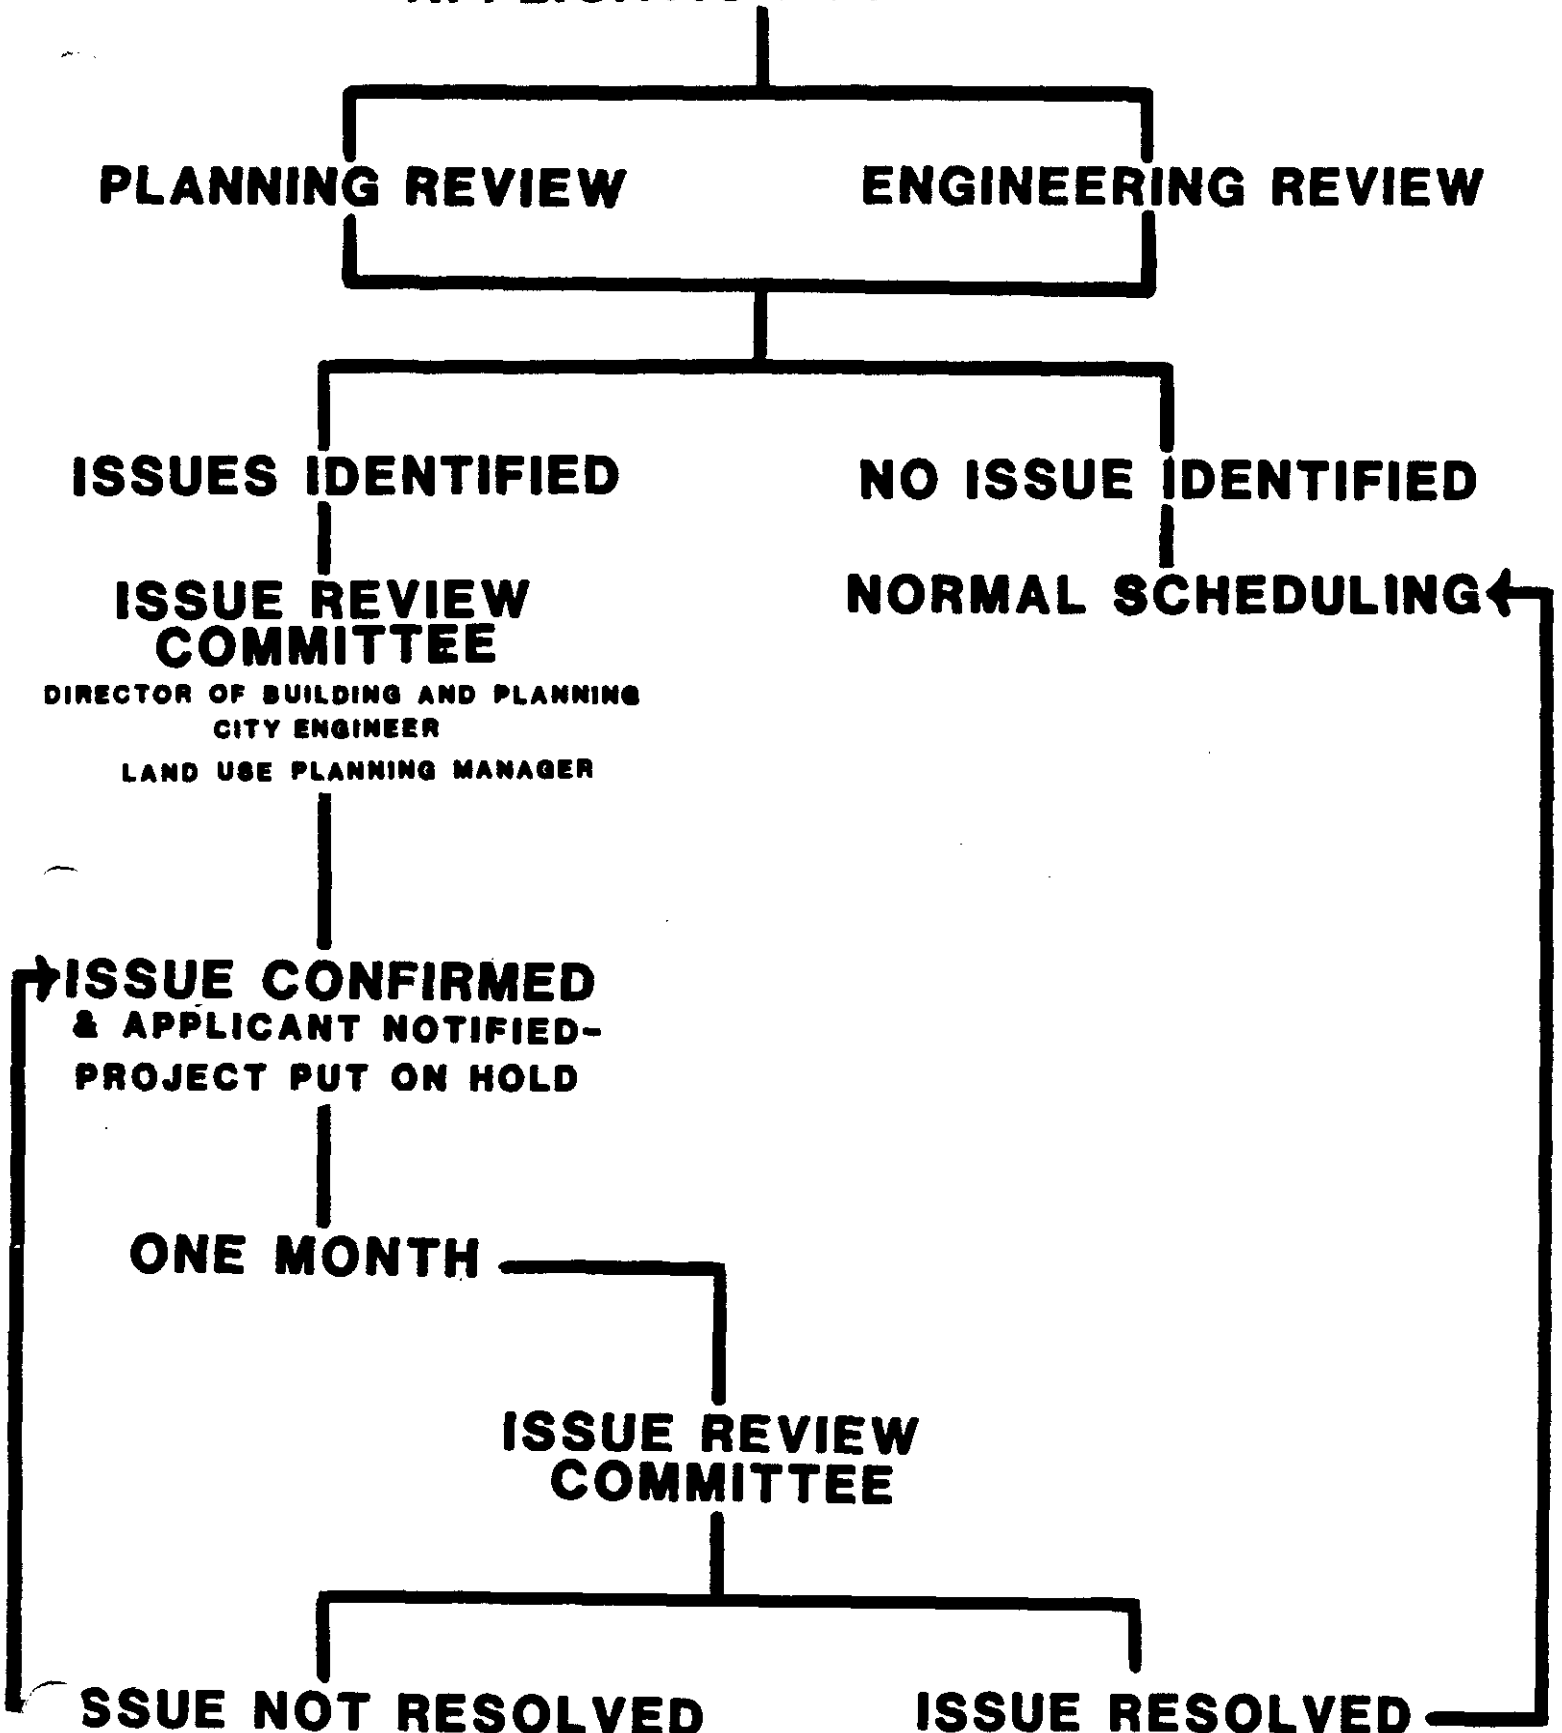 PLANNING REVIEW
ENGINEERING REVIEW
ISSUES IDENTIFIED
NO ISSUE IDENTIFIED
ISSUE REVIEW
COMMITTEE
NORMAL SCHEDULING
DIRECTOR OF BUILDING AND PLANNING
CITY ENGINEER
LAND USE PLANNING MANAGER
ISSUE CONFIRMED
& APPLICANT NOTIFIED-
PROJECT PUT ON HOLD
ONE MONTH
ISSUE REVIEW
COMMITTEE
SSUE NOT RESOLVED
ISSUE RESOLVED